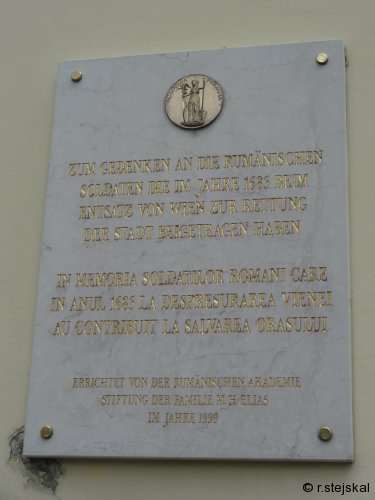 ZUM GEDENKEN AN DIE RUMÄNISCHEN
SOLDATEN DIE IM JAHRE 1683 BEIM
ENTSATZ VON WIEN ZUR RETTUNG
DER STADT BEIGETRAGEN HABEN
IN MEMORIA SOLDATILOR ROMANI CARE
IN ANUL 1683 LA DESPRESURAREA VIENEI
AU CONTRIBUIT LA SALVAREA ORASULUI
ERRICHTET VON DER RUMÄNISCHEN AKADEMIE
STIFTUNG DER FAMILIE M. H. ELIAS
IM JAHRE 1999
© r.stejskal